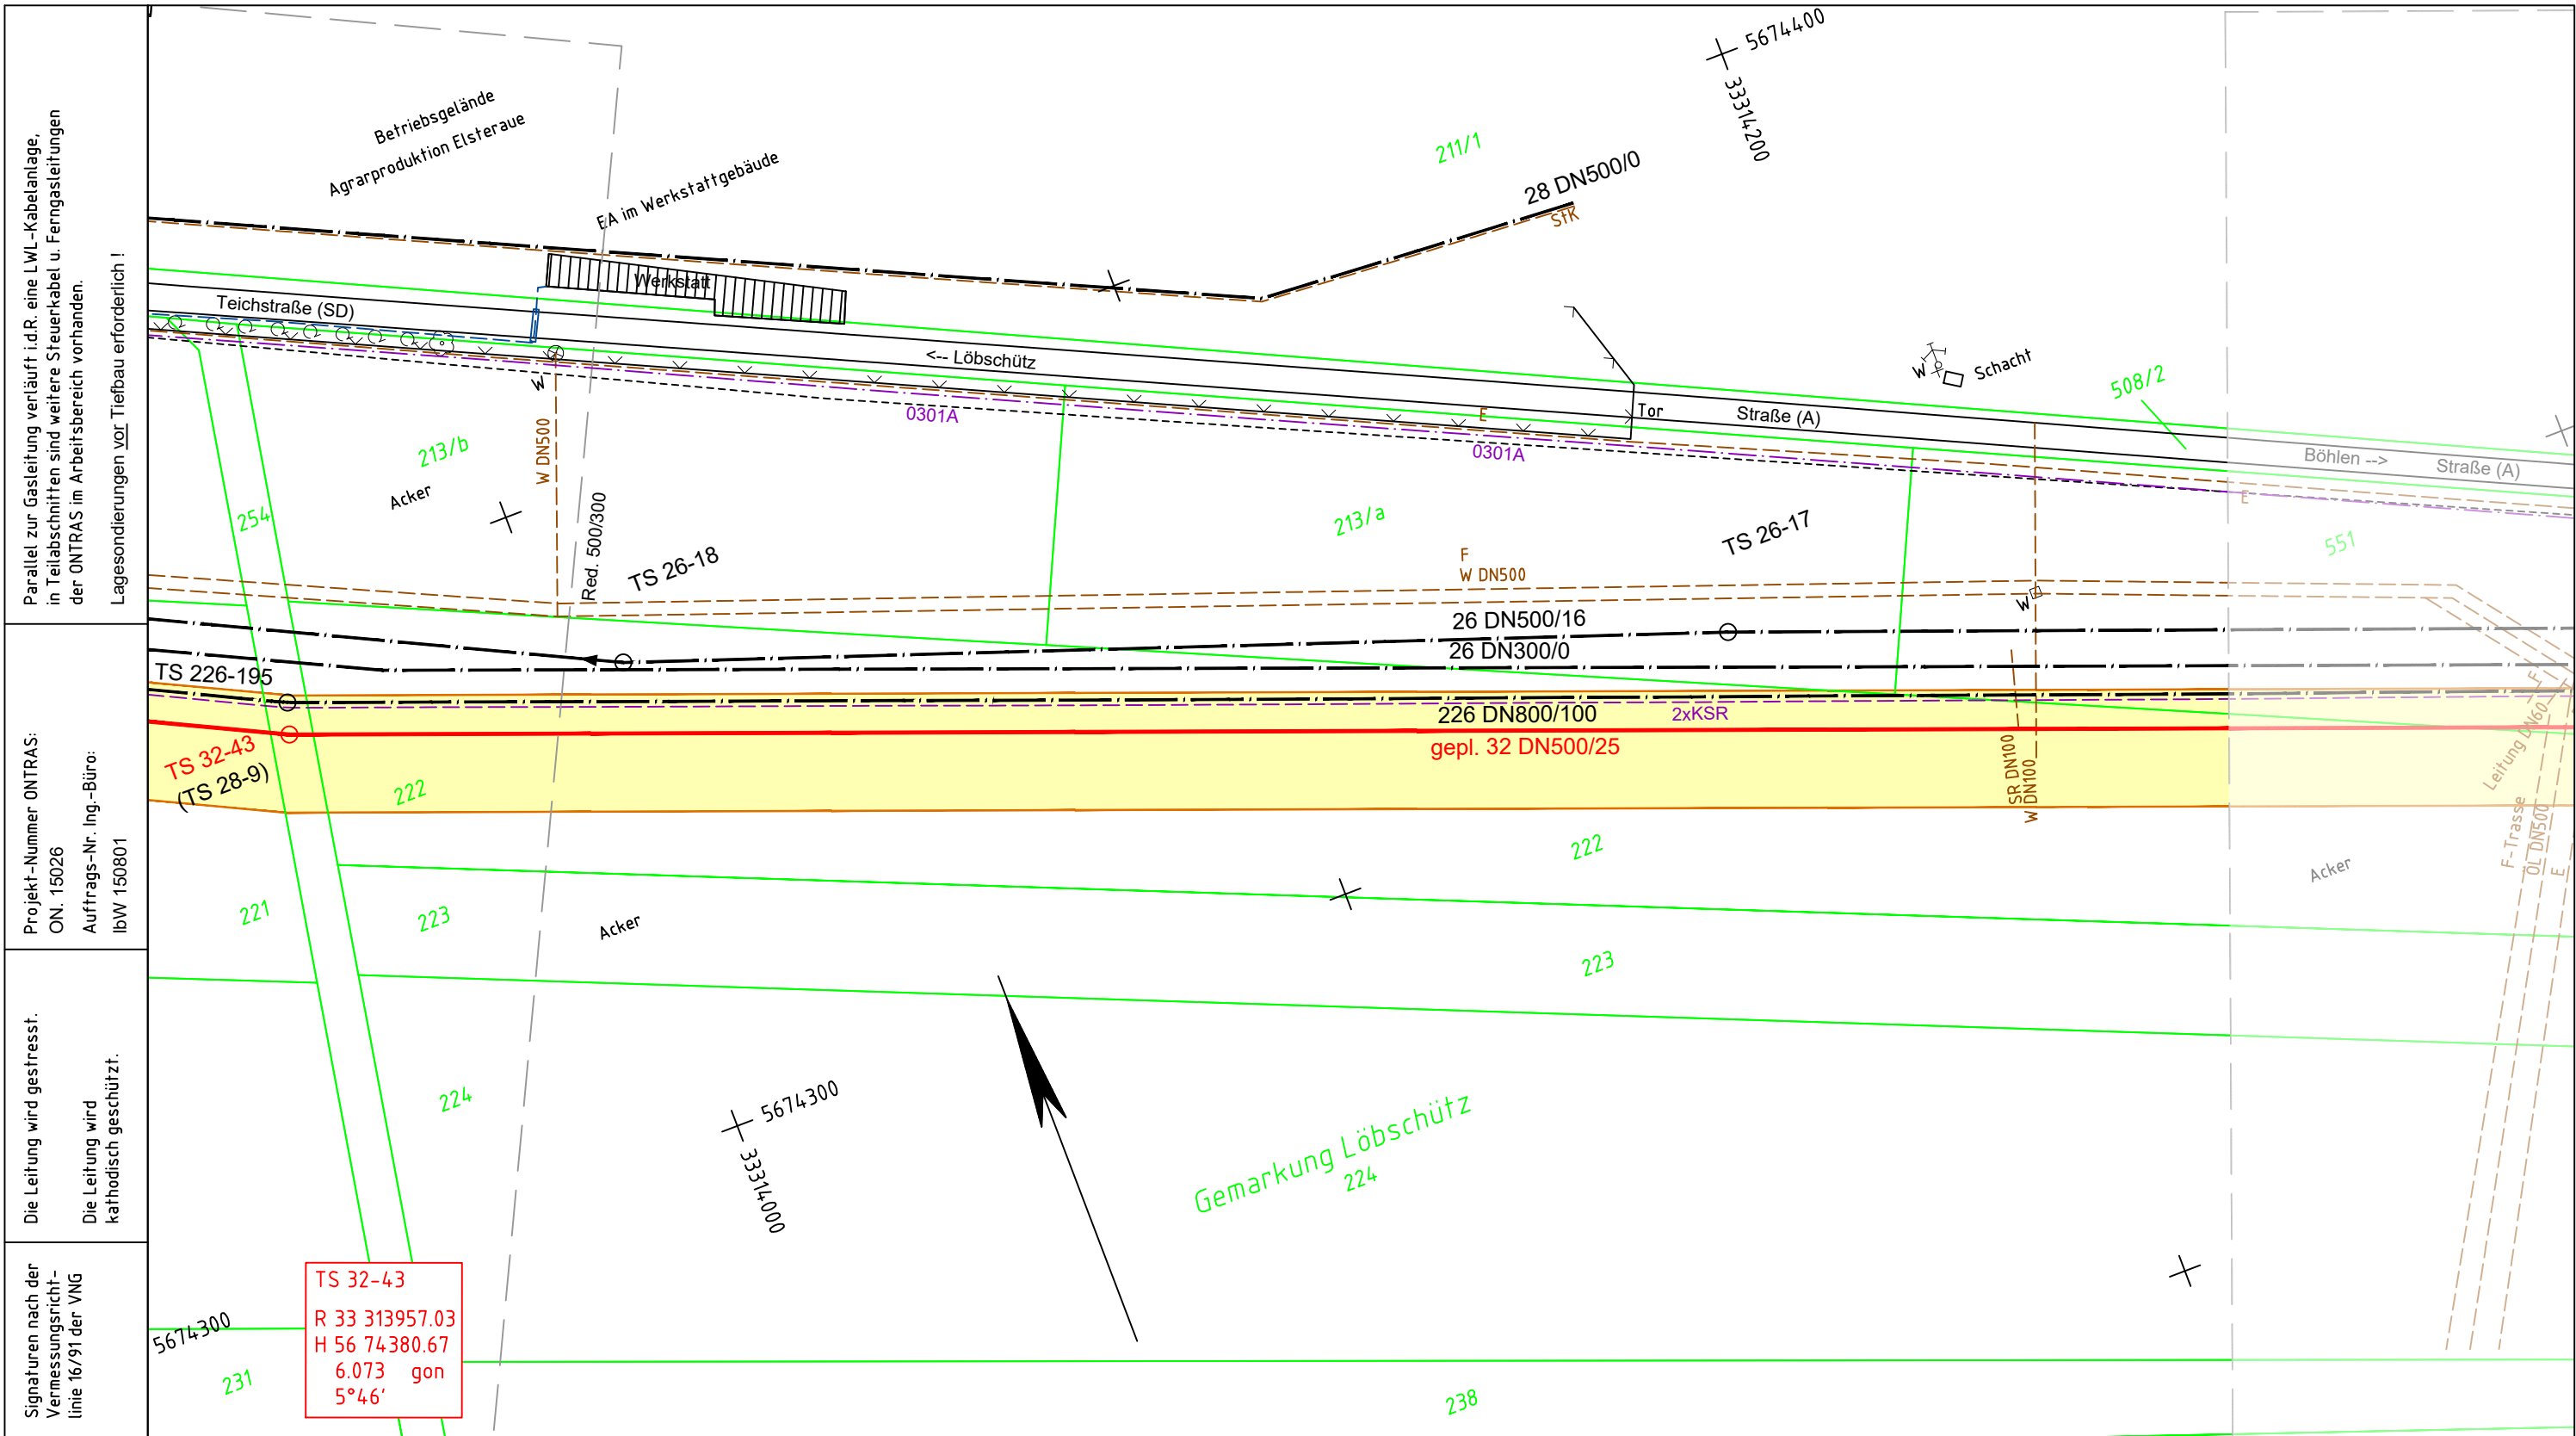 Parallel zur Gasleitung verläuft i.d.R. eine LWL-Kabelanlage,
in Teilabschnitten sind weitere Steuerkabel u. Ferngasleitungen
der ONTRAS im Arbeitsbereich vorhanden.
Lagesondierungen vor Tiefbau erforderlich !
Projekt-Nummer ONTRAS:
ON. 15026
Auftrags-Nr. Ing.-Büro:
IbW 150801
Die Leitung wird gestresst.
Die Leitung wird
kathodisch geschützt.
Signaturen nach der
Vermessungsricht-
linie 16/91 der VNG
5674400
33314200
Betriebsgelände
Agrarproduktion Elsteraue
EA im Werkstattgebäude
211/1
28 DN500/0
StK
Werkstatt
Teichstraße (SD)
<-- Löbschütz
0301A
E
Tor
Straße (A)
W
Schacht
508/2
Böhlen -->
Straße (A)
E
0301A
W
W DN500
213/b
Acker
254
Red. 500/300
TS 26-18
213/a
TS 26-17
551
F
W DN500
W
26 DN500/16
26 DN300/0
TS 226-195
226 DN800/100
2xKSR
gepl. 32 DN500/25
TS 32-43
(TS 28-9)
222
SR DN100
W DN100
F
Leitung DN60
F-Trasse
ÖL DN500
E
222
Acker
221
223
Acker
223
224
5674300
33314000
Gemarkung Löbschütz
224
5674300
231
TS 32-43
R 33 313957.03
H 56 74380.67
6.073 gon
5°46'
238